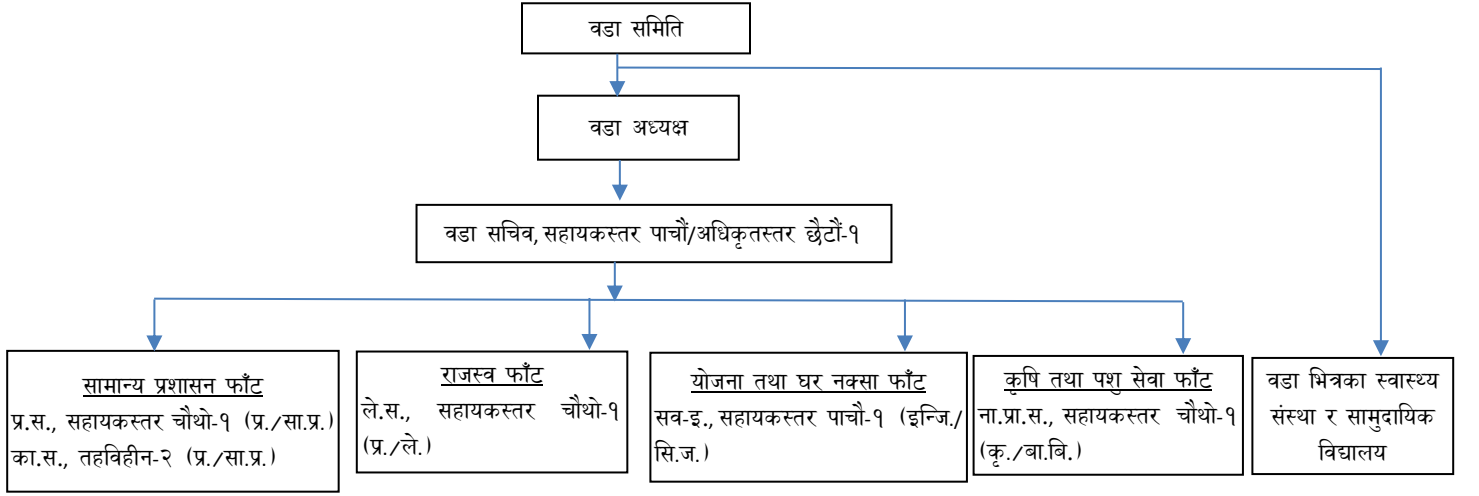 वडा समिति
वडा अध्यक्ष
वडा सचिव, सहायकस्तर पाचौं/अधिकृतस्तर छैटौं-१
सामान्य प्रशासन फाँट
प्र.स., सहायकस्तर चौथो-१ (प्र./सा.प्र.)
का.स., तहविहीन-२ (प्र./सा.प्र.)
राजस्व फाँट
ले.स., सहायकस्तर चौथो-१
(प्र./ले.)
योजना तथा घर नक्सा फाँट
सव-इ., सहायकस्तर पाचौ-१ (इन्जि./
सि.ज.)
कृषि तथा पशु सेवा फाँट
ना.प्रा.स., सहायकस्तर चौथो-१
(कृ./बा.बि.)
वडा भित्रका स्वास्थ्य
संस्था र सामुदायिक
विद्यालय